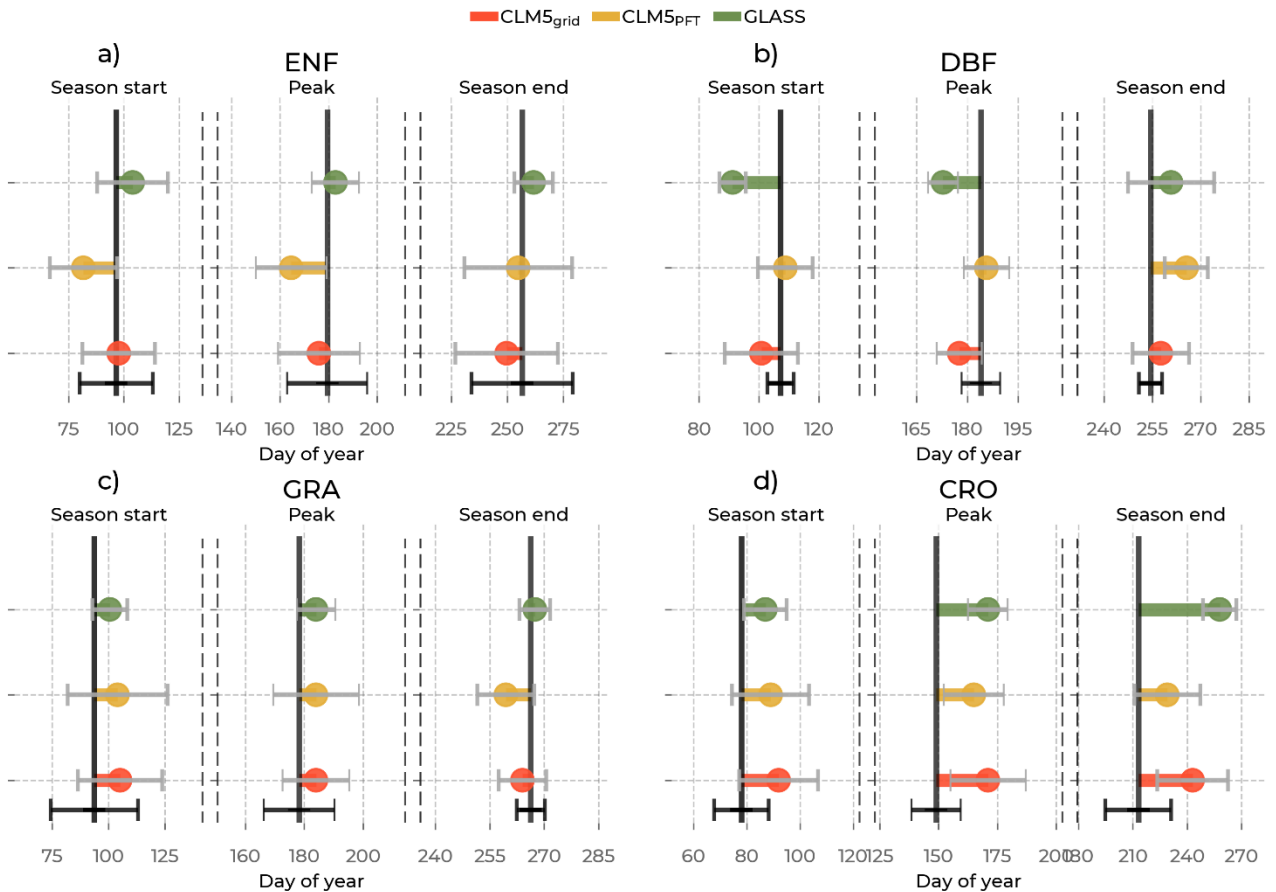 CLM5grid CLM5PFT GLASS
a) ENF
Season start Peak Season end
75 100 125 140 160 180 200 225 250 275
Day of year
b) DBF
Season start Peak Season end
80 100 120 165 180 195 240 255 270 285
Day of year
c) GRA
Season start Peak Season end
75 100 125 160 180 200 240 255 270 285
Day of year
d) CRO
Season start Peak Season end
60 80 100 120 125 150 175 200 180 210 240 270
Day of year